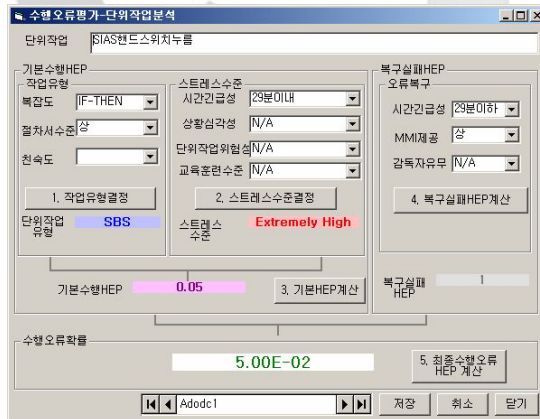 수행오류평가-단위작업분석
단위작업 SIAS핸드스위치누름
기본수행HEP
작업유형
복잡도 IF-THEN
절차서수준 상
친숙도
1. 작업유형결정
단위작업 유형 SBS
스트레스수준
시간긴급성 29분이내
상황심각성 N/A
단위작업위험성 N/A
교육훈련수준 N/A
2. 스트레스수준결정
스트레스 수준 Extremely High
기본수행HEP 0.05 3. 기본HEP계산
복구실패HEP
오류복구
시간긴급성 29분이하
MMI제공 상
감독자유무 N/A
4. 복구실패HEP계산
복구실패 HEP 1
수행오류확률
5.00E-02
5. 최종수행오류 HEP 계산
Adodc1
저장 취소 닫기